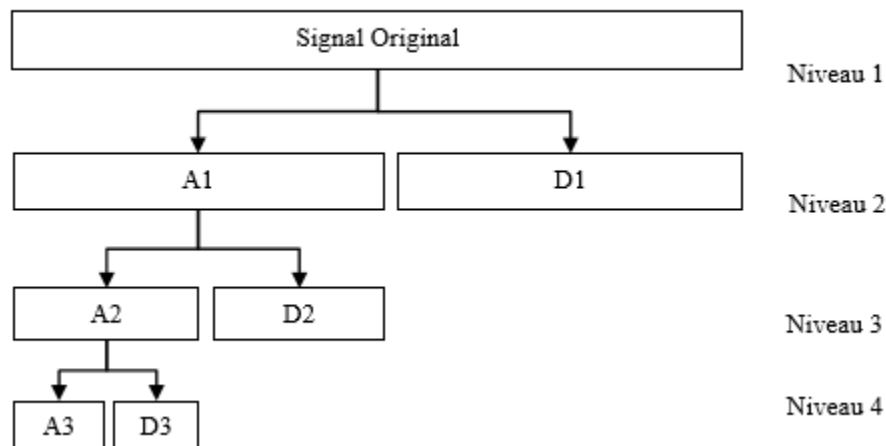 Signal Original
Niveau 1
A1 D1
Niveau 2
A2 D2
Niveau 3
A3 D3
Niveau 4